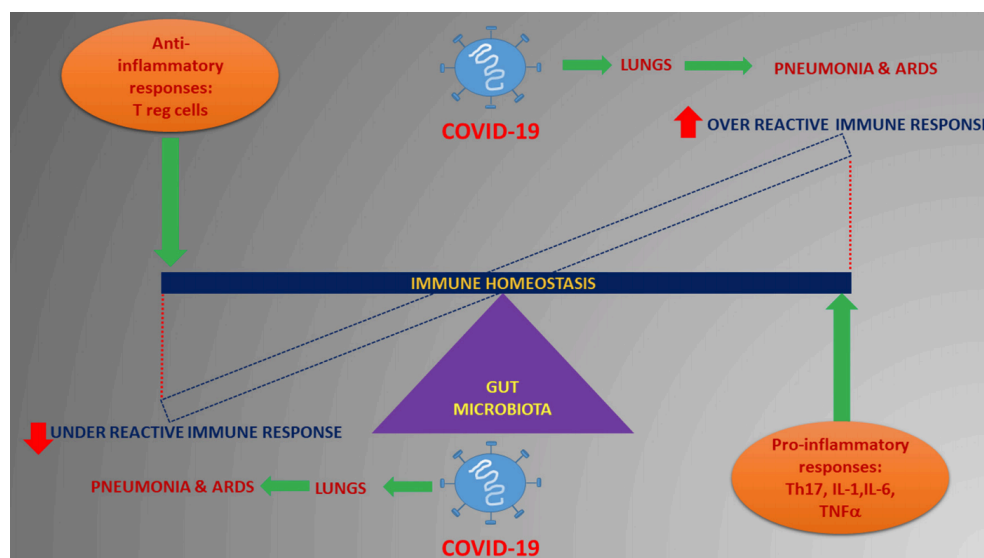 Anti-
inflammatory
responses:
T reg cells
COVID-19
LUNGS
PNEUMONIA & ARDS
OVER REACTIVE IMMUNE RESPONSE
IMMUNE HOMEOSTASIS
GUT
MICROBIOTA
UNDER REACTIVE IMMUNE RESPONSE
PNEUMONIA & ARDS
LUNGS
COVID-19
Pro-inflammatory
responses:
Th17, IL-1,IL-6,
TNFα